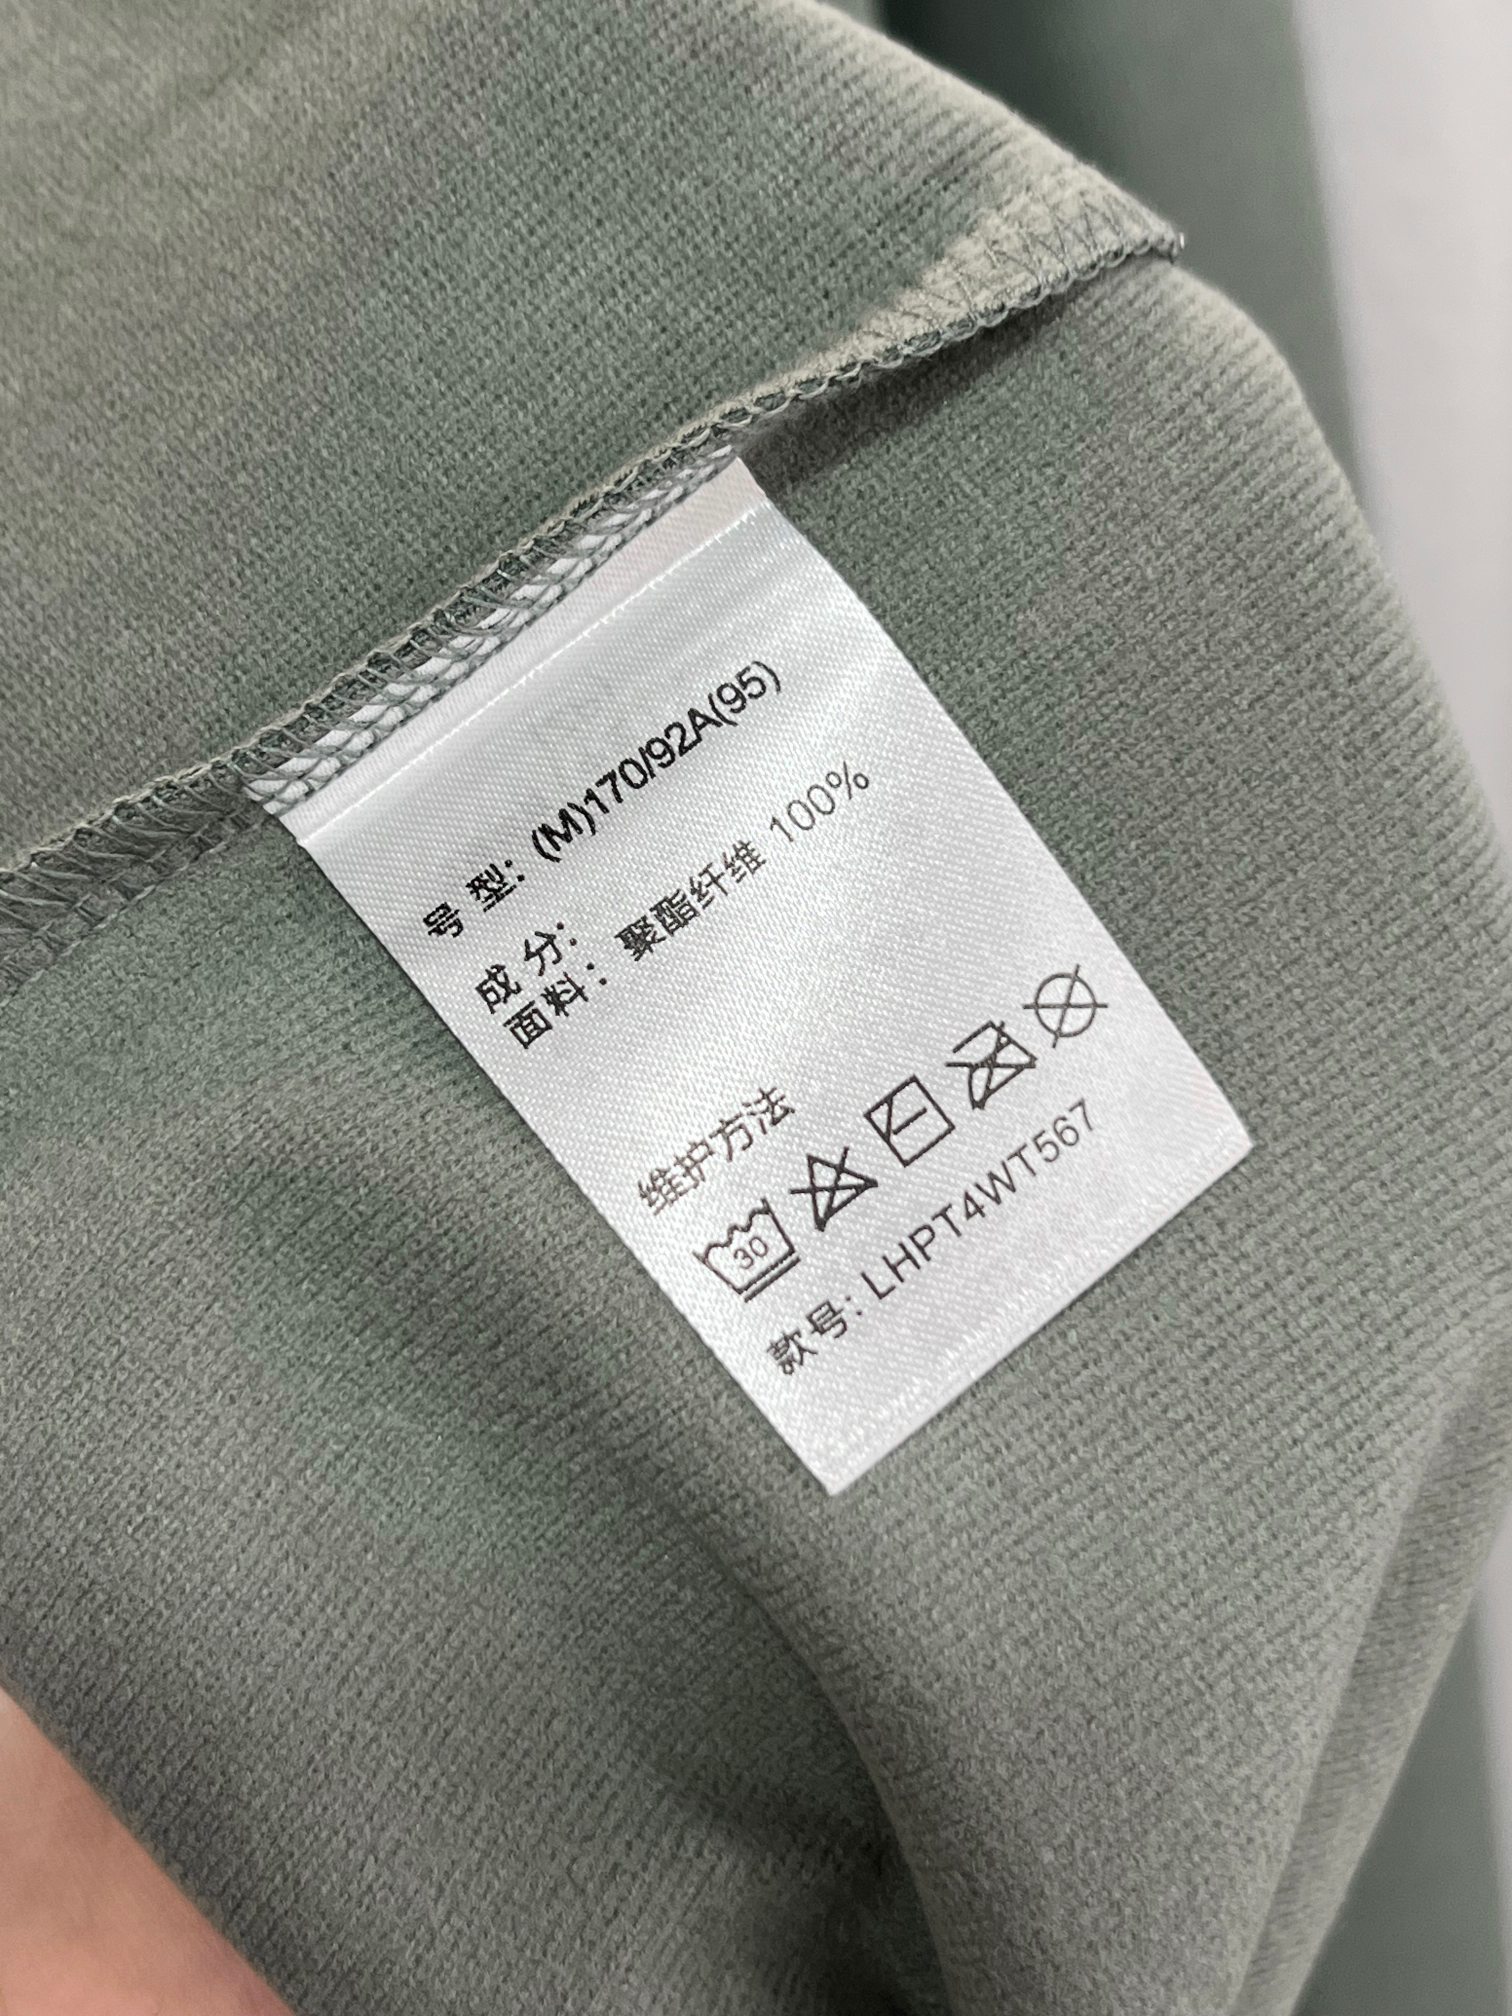 号 型: (M)170/92A(95)
成 分:
面料: 聚酯纤维 100%
维护方法
30
款号: LHPT4WT567